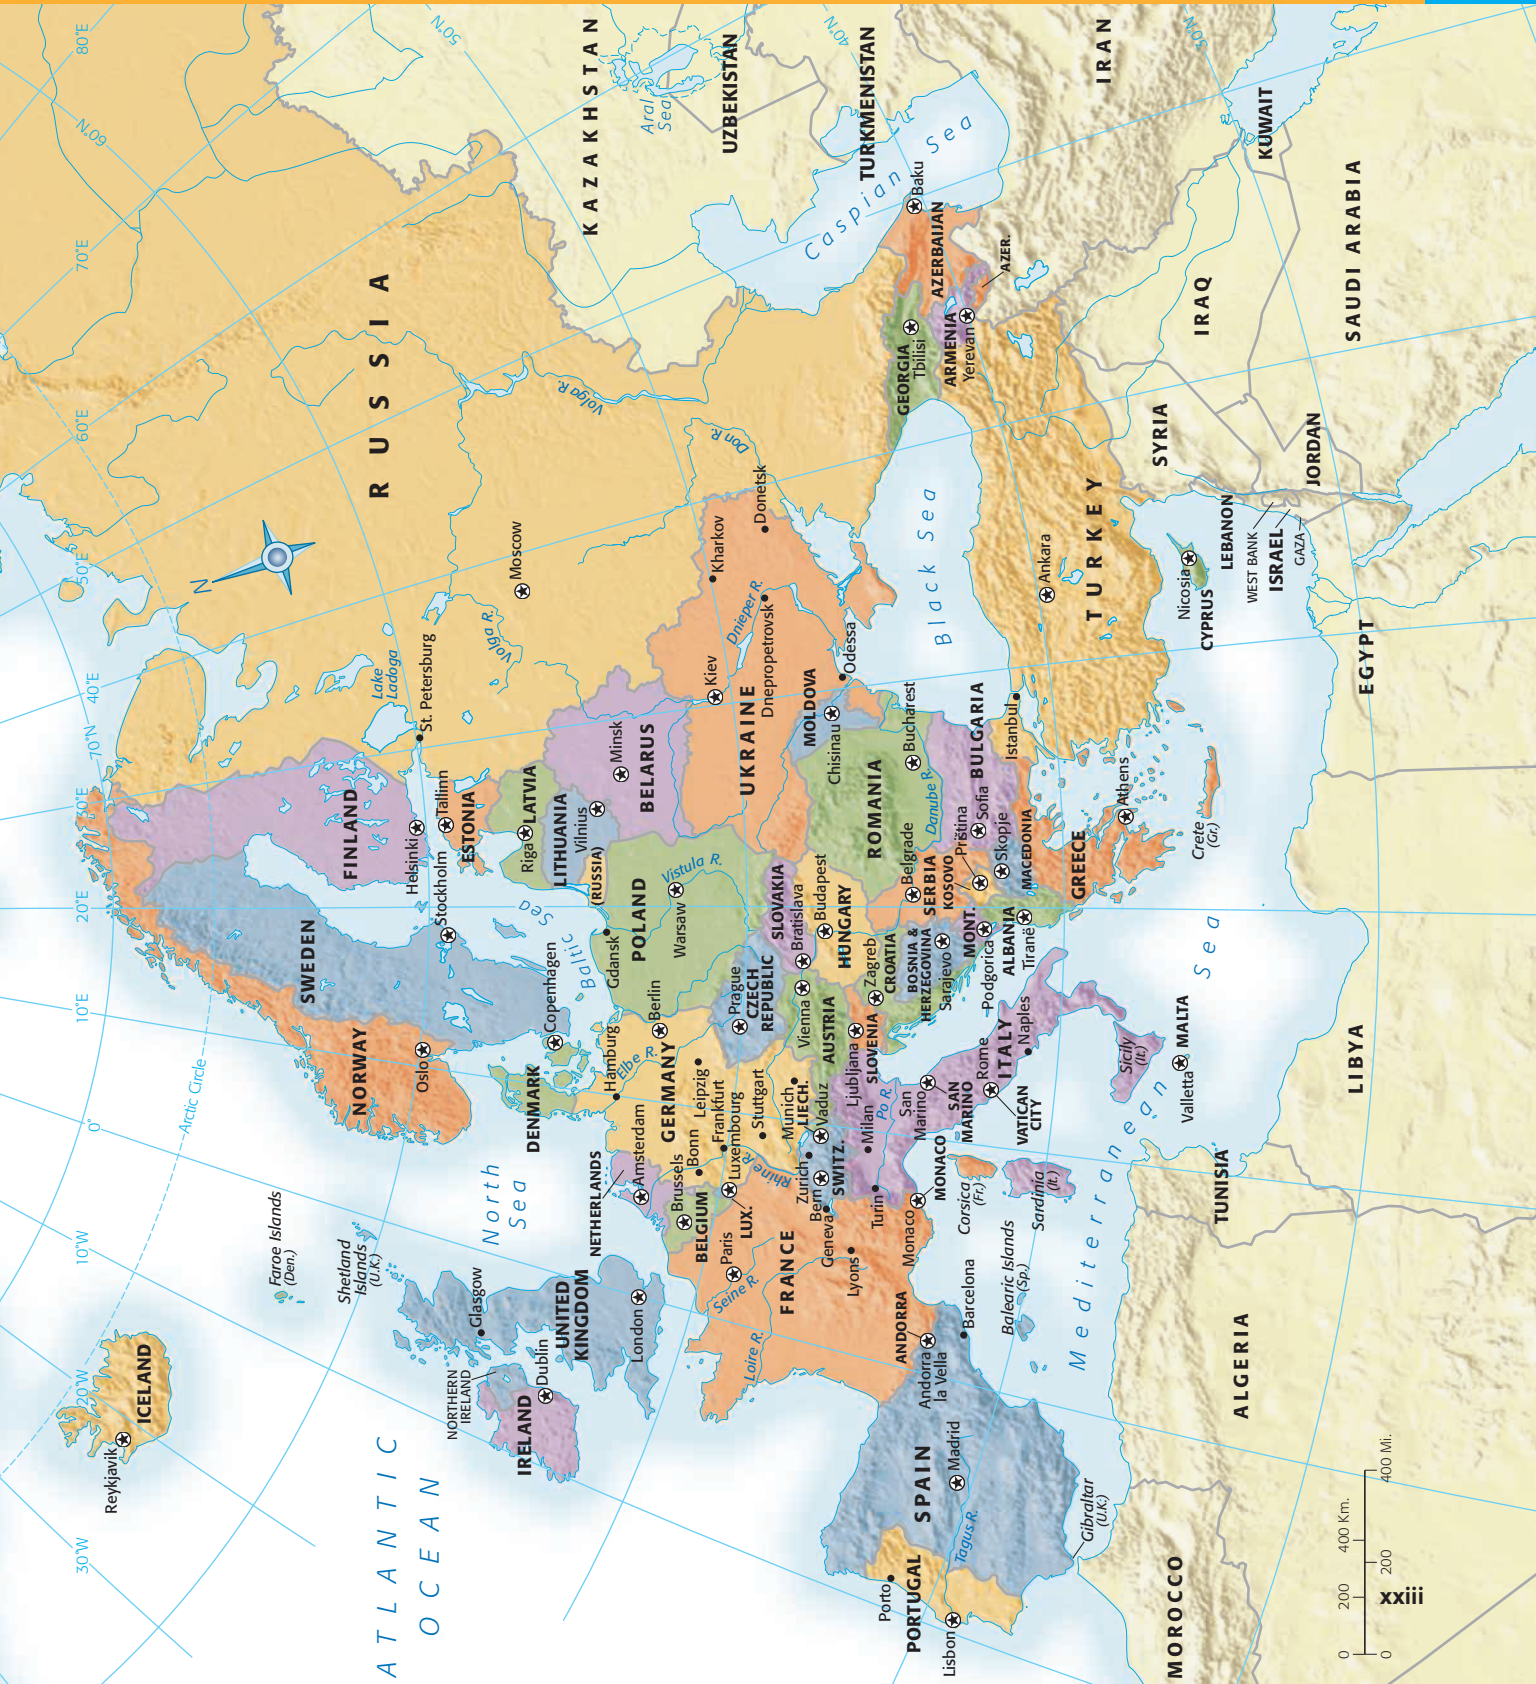 80°E
70°E
60°E
50°E
40°E
30°E
20°E
10°E
0°
10°W
20°W
30°W
60°N
50°N
40°N
30°N
70°N
Arctic Circle
N
ATLANTIC
OCEAN
ICELAND
Reykjavik
Faroe Islands
(Den.)
Shetland
Islands
(U.K.)
North
Sea
NORWAY
Oslo
SWEDEN
Stockholm
FINLAND
Helsinki
RUSSIA
Lake
Ladoga
St. Petersburg
Moscow
Volga R.
Volga R.
Don R.
Tallinn
ESTONIA
Riga
LATVIA
LITHUANIA
Vilnius
(RUSSIA)
Baltic
Sea
DENMARK
Copenhagen
NORTHERN
IRELAND
IRELAND
Dublin
Glasgow
UNITED
KINGDOM
London
NETHERLANDS
Amsterdam
BELGIUM
Brussels
LUX.
Luxembourg
GERMANY
Hamburg
Elbe R.
Berlin
Leipzig
Bonn
Frankfurt
Stuttgart
Munich
Rhine R.
POLAND
Gdansk
Warsaw
Vistula R.
BELARUS
Minsk
UKRAINE
Kiev
Kharkov
Donetsk
Dnieper R.
Dnepropetrovsk
Odessa
MOLDOVA
Chisinau
CZECH
REPUBLIC
Prague
SLOVAKIA
Bratislava
AUSTRIA
Vienna
LIECH.
Vaduz
SWITZ.
Zurich
Bern
Geneva
FRANCE
Paris
Seine R.
Loire R.
Lyons
MONACO
Monaco
ANDORRA
Andorra
la Vella
SPAIN
Madrid
Barcelona
Tagus R.
PORTUGAL
Porto
Lisbon
Gibraltar
(U.K.)
Balearic Islands
(Sp.)
Corsica
(Fr.)
Sardinia
(It.)
ITALY
Turin
Milan
Po R.
San
Marino
SAN
MARINO
Rome
VATICAN
CITY
Naples
Sicily
(It.)
MALTA
Valletta
HUNGARY
Budapest
SLOVENIA
Ljubljana
CROATIA
Zagreb
BOSNIA &
HERZEGOVINA
Sarajevo
SERBIA
Belgrade
MONT.
Podgorica
KOSOVO
Priština
ALBANIA
Tiranë
MACEDONIA
Skopje
ROMANIA
Bucharest
Danube R.
BULGARIA
Sofia
GREECE
Athens
Crete
(Gr.)
Mediterranean
Sea
Black Sea
TURKEY
Istanbul
Ankara
CYPRUS
Nicosia
GEORGIA
Tbilisi
ARMENIA
Yerevan
AZERBAIJAN
AZER.
Baku
Caspian Sea
Aral
Sea
KAZAKHSTAN
UZBEKISTAN
TURKMENISTAN
IRAN
IRAQ
KUWAIT
SAUDI ARABIA
SYRIA
LEBANON
WEST BANK
ISRAEL
GAZA
JORDAN
EGYPT
LIBYA
TUNISIA
ALGERIA
MOROCCO
0 200 400 Km.
0 200 400 Mi.
xxiii